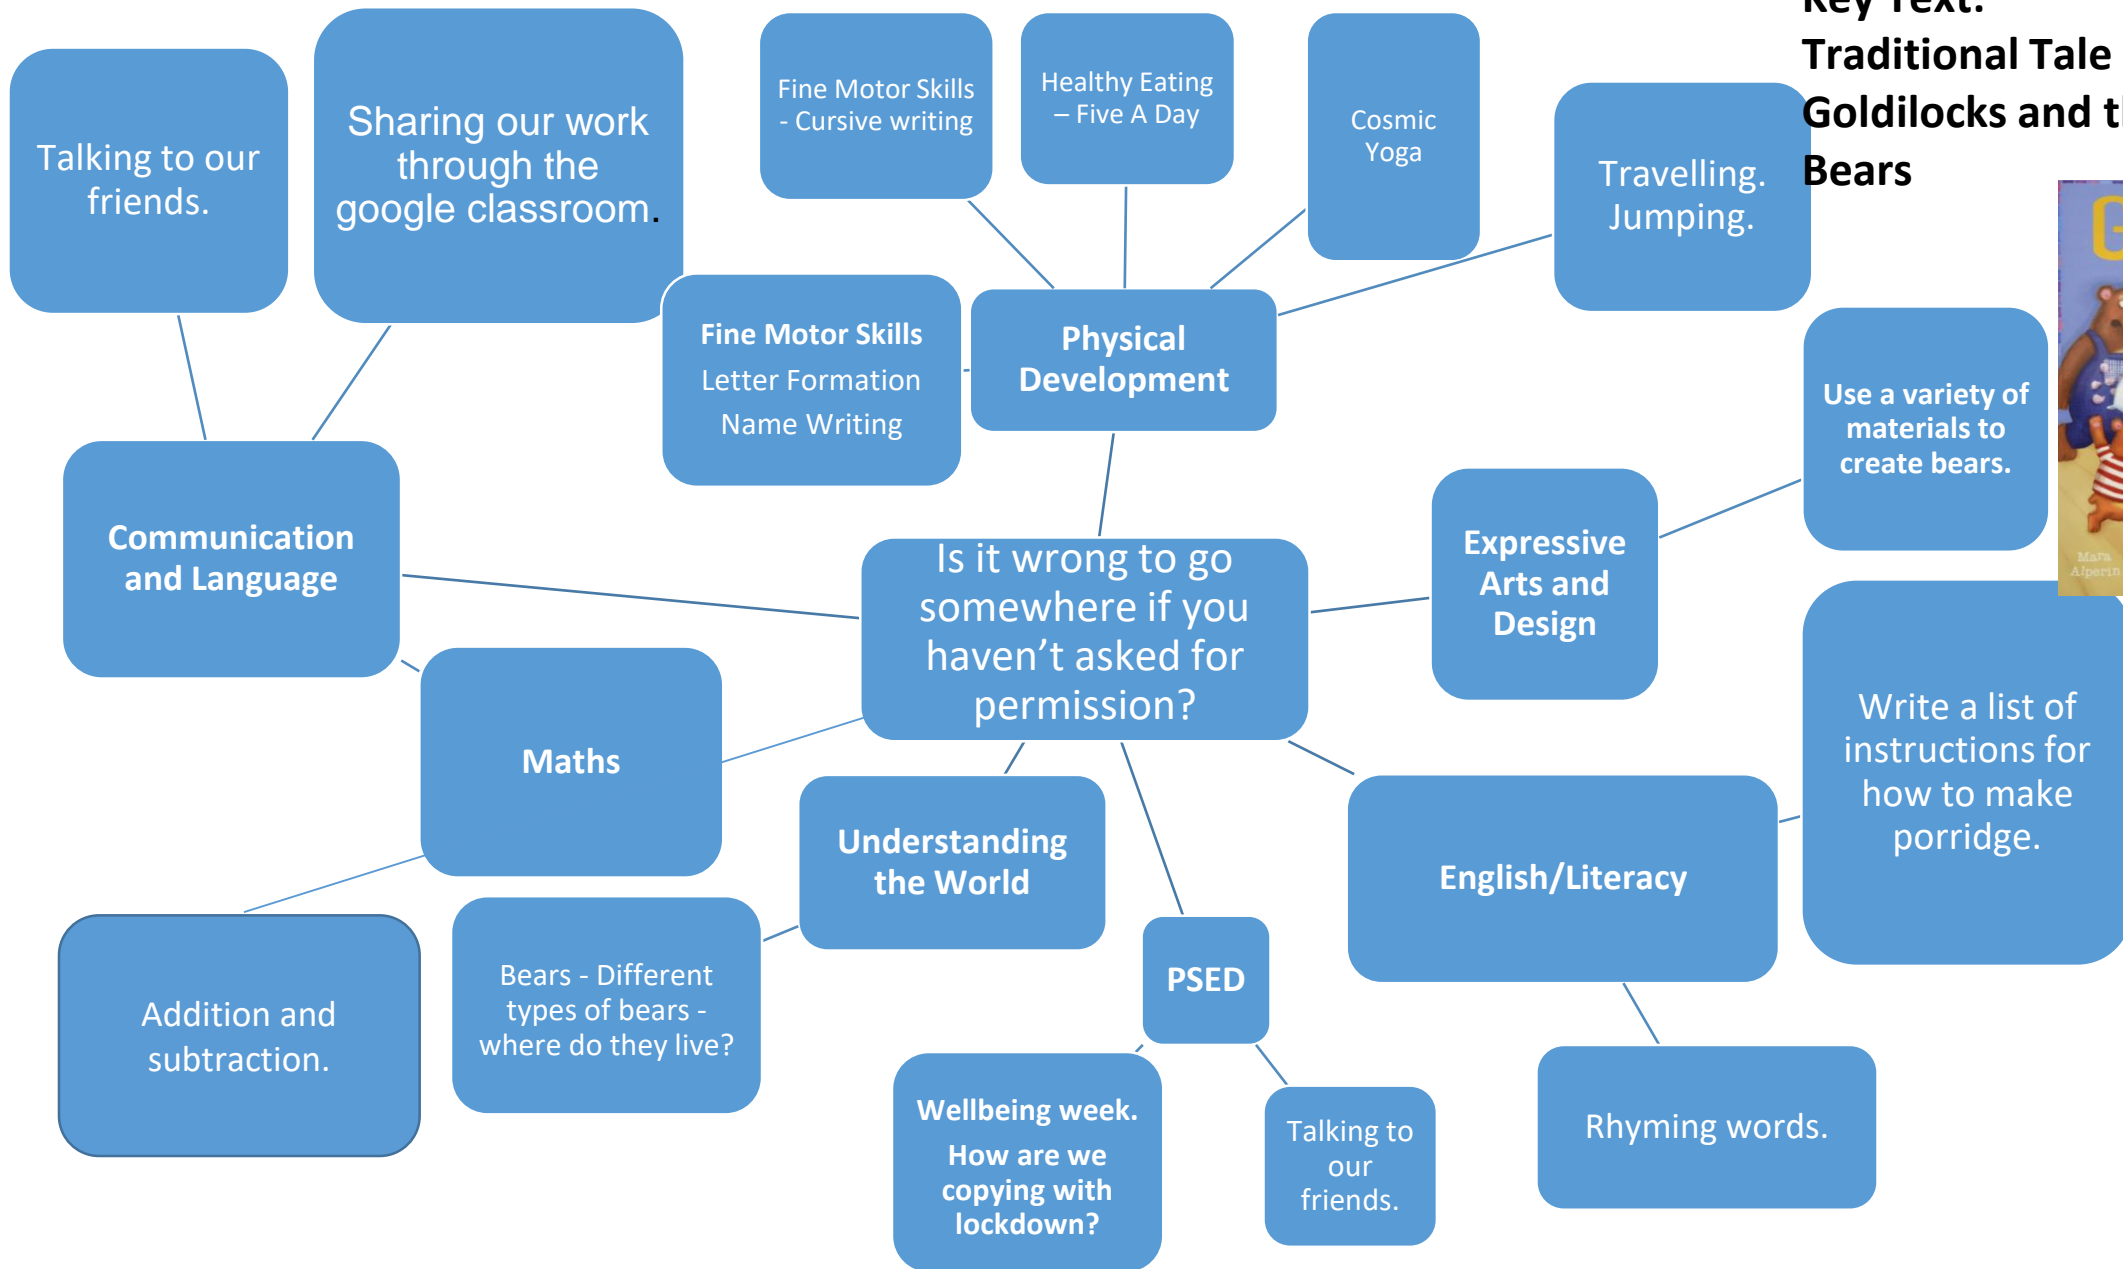 Key Text:
Traditional Tale
Goldilocks and t
Bears
Talking to our
friends.
Sharing our work
through the
google classroom.
Fine Motor Skills
- Cursive writing
Healthy Eating
– Five A Day
Cosmic
Yoga
Travelling.
Jumping.
Fine Motor Skills
Letter Formation
Name Writing
Physical
Development
Use a variety of
materials to
create bears.
G
Mara
Alperin
Communication
and Language
Is it wrong to go
somewhere if you
haven’t asked for
permission?
Expressive
Arts and
Design
Write a list of
instructions for
how to make
porridge.
Maths
Understanding
the World
English/Literacy
Addition and
subtraction.
Bears - Different
types of bears -
where do they live?
PSED
Wellbeing week.
How are we
copying with
lockdown?
Talking to
our
friends.
Rhyming words.